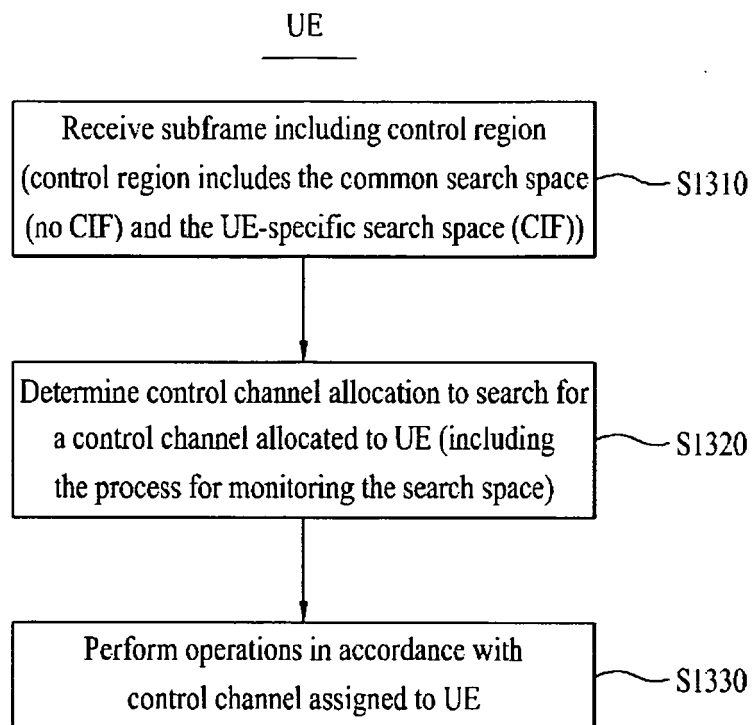 UE
Receive subframe including control region
(control region includes the common search space
(no CIF) and the UE-specific search space (CIF))
S1310
Determine control channel allocation to search for
a control channel allocated to UE (including
the process for monitoring the search space)
S1320
Perform operations in accordance with
control channel assigned to UE
S1330